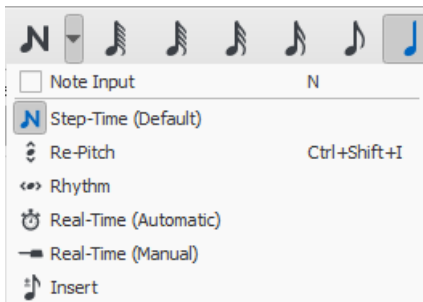 N
Note Input N
N Step-Time (Default)
Re-Pitch Ctrl+Shift+I
Rhythm
Real-Time (Automatic)
Real-Time (Manual)
Insert